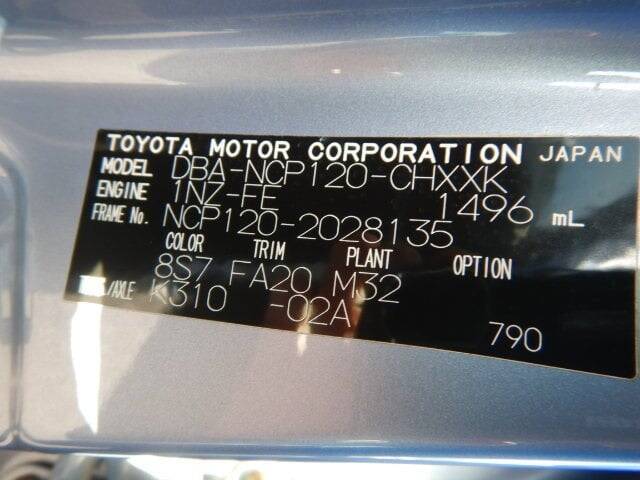 TOYOTA MOTOR CORPORATION JAPAN
MODEL DBA-NCP120-CHXXK
ENGINE 1NZ-FE 1496 mL
FRAME No. NCP120-2028135
COLOR TRIM PLANT OPTION
8S7 FA20 M32
/AXLE K310 -02A
790